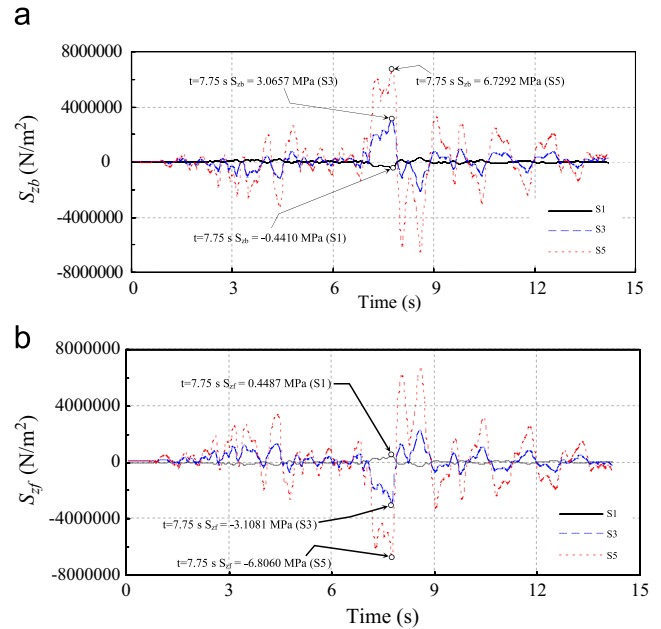 a
8000000
4000000
0
-4000000
-8000000
S_zb (N/m²)
t=7.75 s S_zb = 3.0657 MPa (S3)
t=7.75 s S_zb = 6.7292 MPa (S5)
t=7.75 s S_zb = -0.4410 MPa (S1)
S1
S3
S5
0 3 6 9 12 15
Time (s)
b
8000000
4000000
0
-4000000
-8000000
S_zf (N/m²)
t=7.75 s S_zf = 0.4487 MPa (S1)
t=7.75 s S_zf = -3.1081 MPa (S3)
t=7.75 s S_zf = -6.8060 MPa (S5)
S1
S3
S5
0 3 6 9 12 15
Time (s)